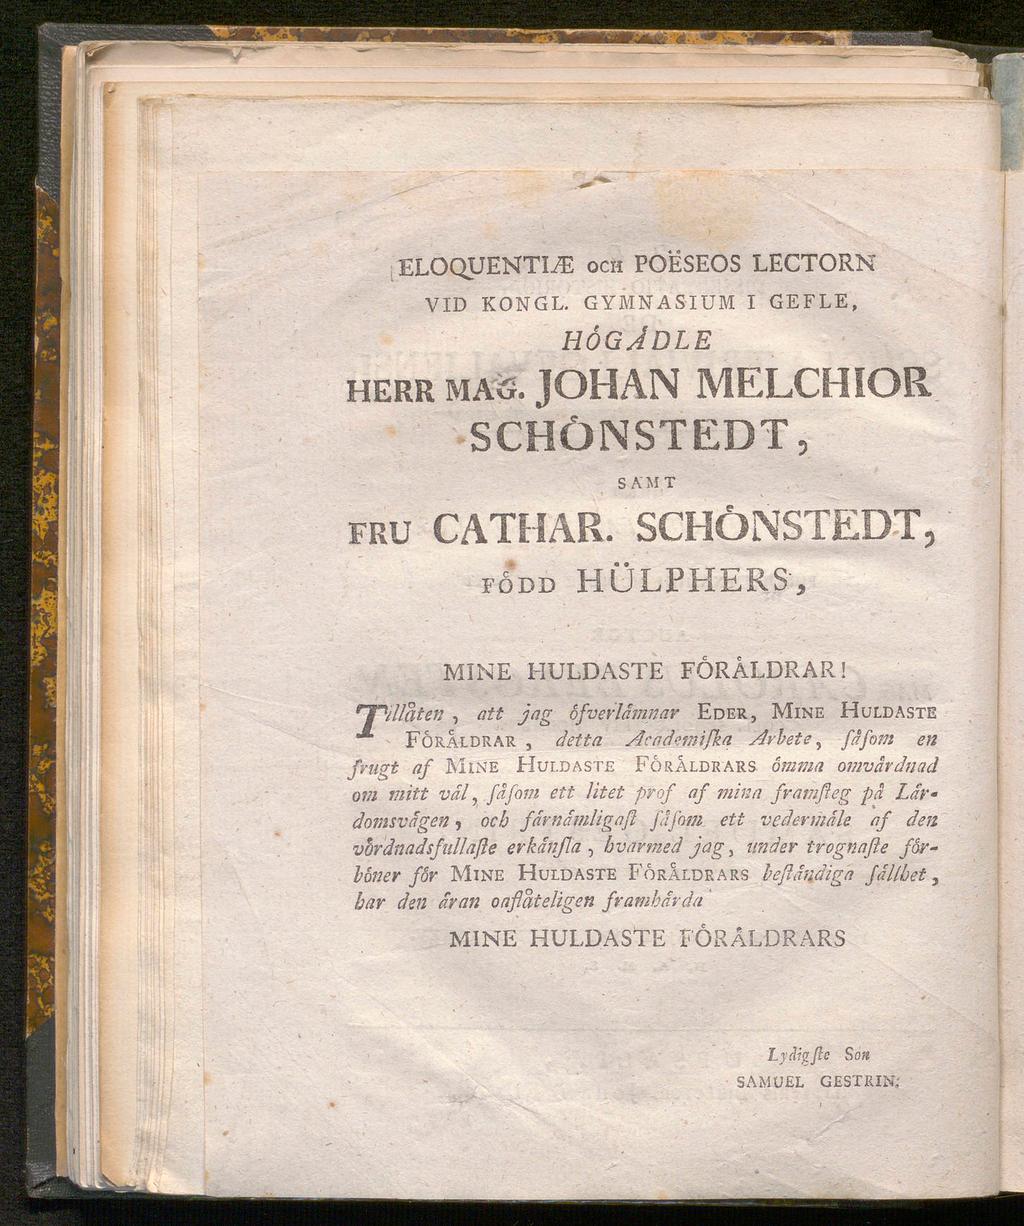 ELOQUENTIÆ OCH POËSEOS LECTORN
VID KONGL. GYMNASIUM I GEFLE,
HÖGÄDLE
HERR MAG. JOHAN MELCHIOR
SCHÖNSTEDT,
SAMT
FRU CATHAR. SCHÖNSTEDT,
FÖDD HÜLPHERS,
MINE HULDASTE FÖRÄLDRAR!
Tillåten, att jag öfverlämnar EDER, MINE HULDASTE
FÖRÄLDRAR, detta Academiſka Arbete, ſåſom en
frugt af MINE HULDASTE FÖRÄLDRARS ömma omvårdnad
om mitt väl, ſåſom ett litet prof af mina framſteg på Lär-
domsvägen, och färnämligaſt ſåſom ett vedermäle af den
vördnadsfullaſte erkänſla, hvarmed jag, under trognaſte för-
böner för MINE HULDASTE FÖRÄLDRARS beſtändiga ſällhet,
har den äran oaflåteligen framhärda
MINE HULDASTE FÖRÄLDRARS
Lydigſte Son
SAMUEL GESTRIN.